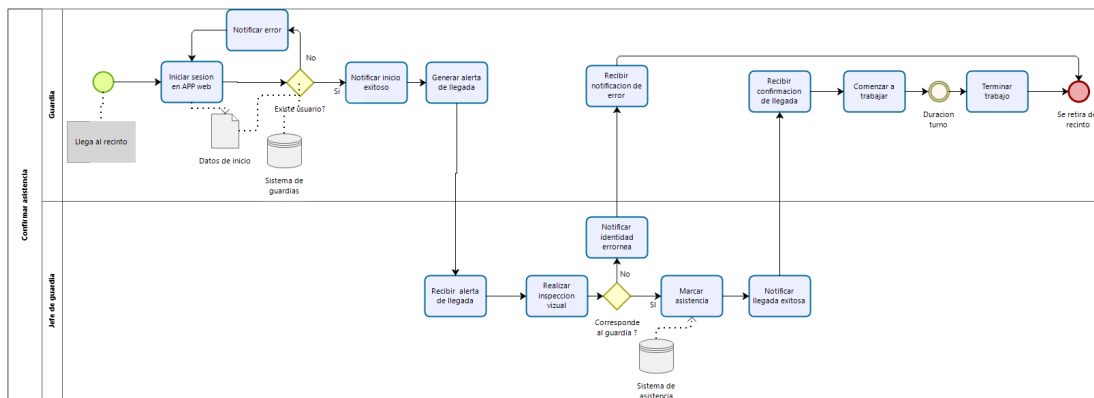 Confirmar asistencia
Guardia
Notificar error
No
Iniciar sesion
en APP web
Existe usuario?
Si
Notificar inicio
exitoso
Generar alerta
de llegada
Llega al recinto
Datos de inicio
Sistema de
guardias
Recibir
notificacion de
error
Recibir
confirmacion
de llegada
Comenzar a
trabajar
Duracion
turno
Terminar
trabajo
Se retira del
recinto
Jefe de guardia
Notificar
identidad
errornea
No
Recibir alerta
de llegada
Realizar
inspeccion
vizual
Corresponde
al guardia ?
SI
Marcar
asistencia
Notificar
llegada exitosa
Sistema de
asistencia